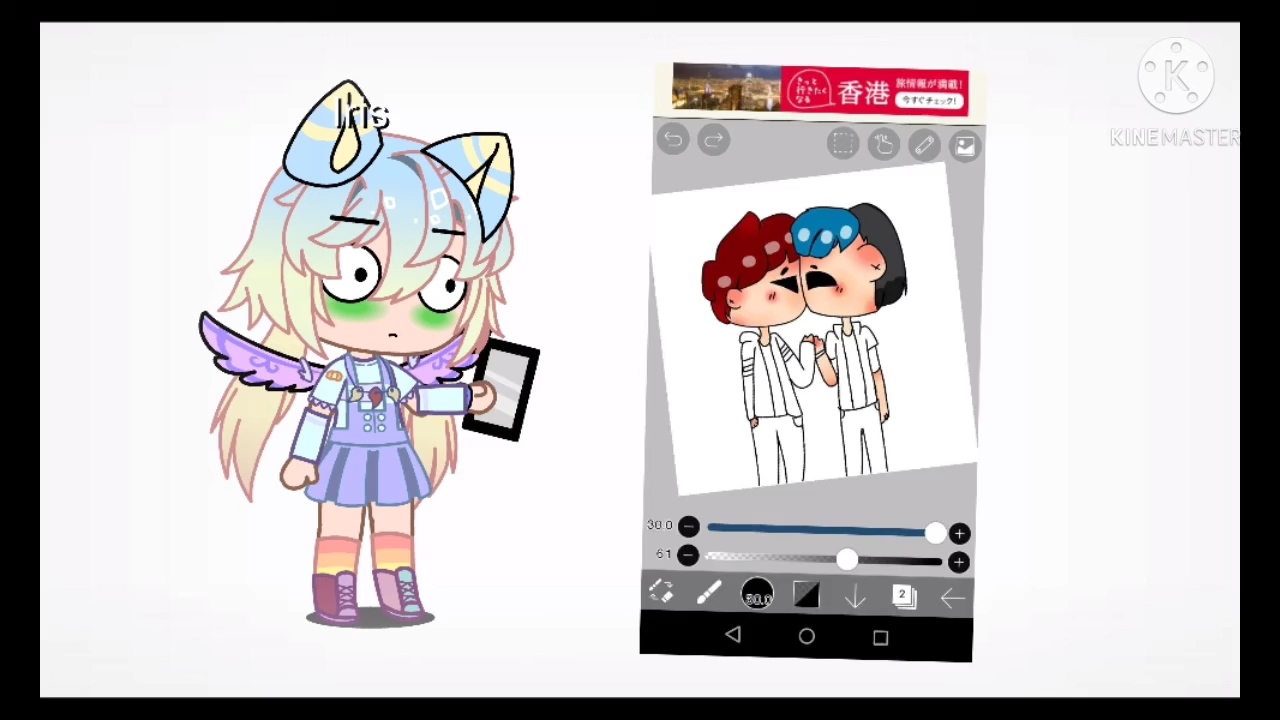 Iris
きっと
行きたく
なる
香港
旅情報が満載!
今すぐチェック!
KINEMASTER
30.0
61
30.0
2